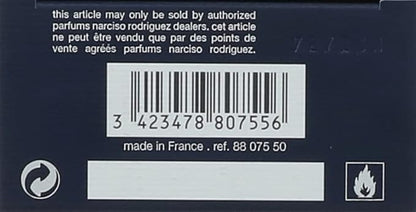 this article may only be sold by authorized
parfums narciso rodriguez dealers. cet article
ne peut être vendu que par des points de
vente agréés parfums narciso rodriguez.
3 423478 807556
made in France . ref. 88 075 50